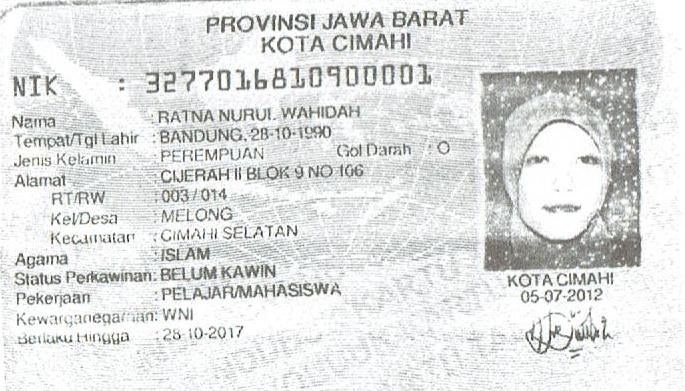 PROVINSI JAWA BARAT
KOTA CIMAHI
NIK : 3277016810900001
Nama : RATNA NURUL WAHIDAH
Tempat/Tgl Lahir : BANDUNG, 28-10-1990
Jenis Kelamin : PEREMPUAN Gol Darah : O
Alamat : CIJERAH II BLOK 9 NO 106
RT/RW : 003 / 014
Kel/Desa : MELONG
Kecamatan : CIMAHI SELATAN
Agama : ISLAM
Status Perkawinan: BELUM KAWIN
Pekerjaan : PELAJAR/MAHASISWA
Kewarganegaraan: WNI
Berlaku Hingga : 28-10-2017
KOTA CIMAHI
05-07-2012